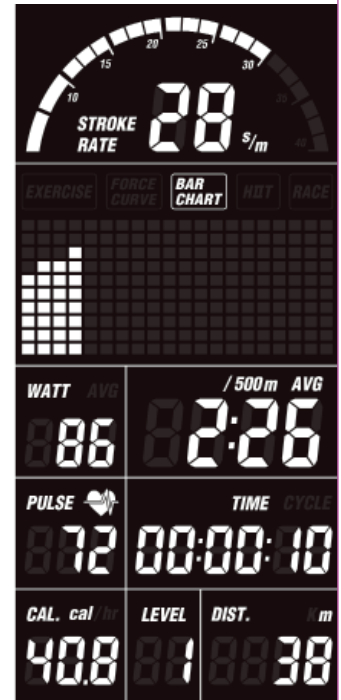 10 15 20 25 30 35 40
STROKE RATE 28 s/m
EXERCISE FORCE CURVE BAR CHART HIIT RACE
WATT AVG /500m AVG
86 2:26
PULSE TIME CYCLE
72 00:00:10
CAL. cal/hr LEVEL DIST. Km
40.8 1 38